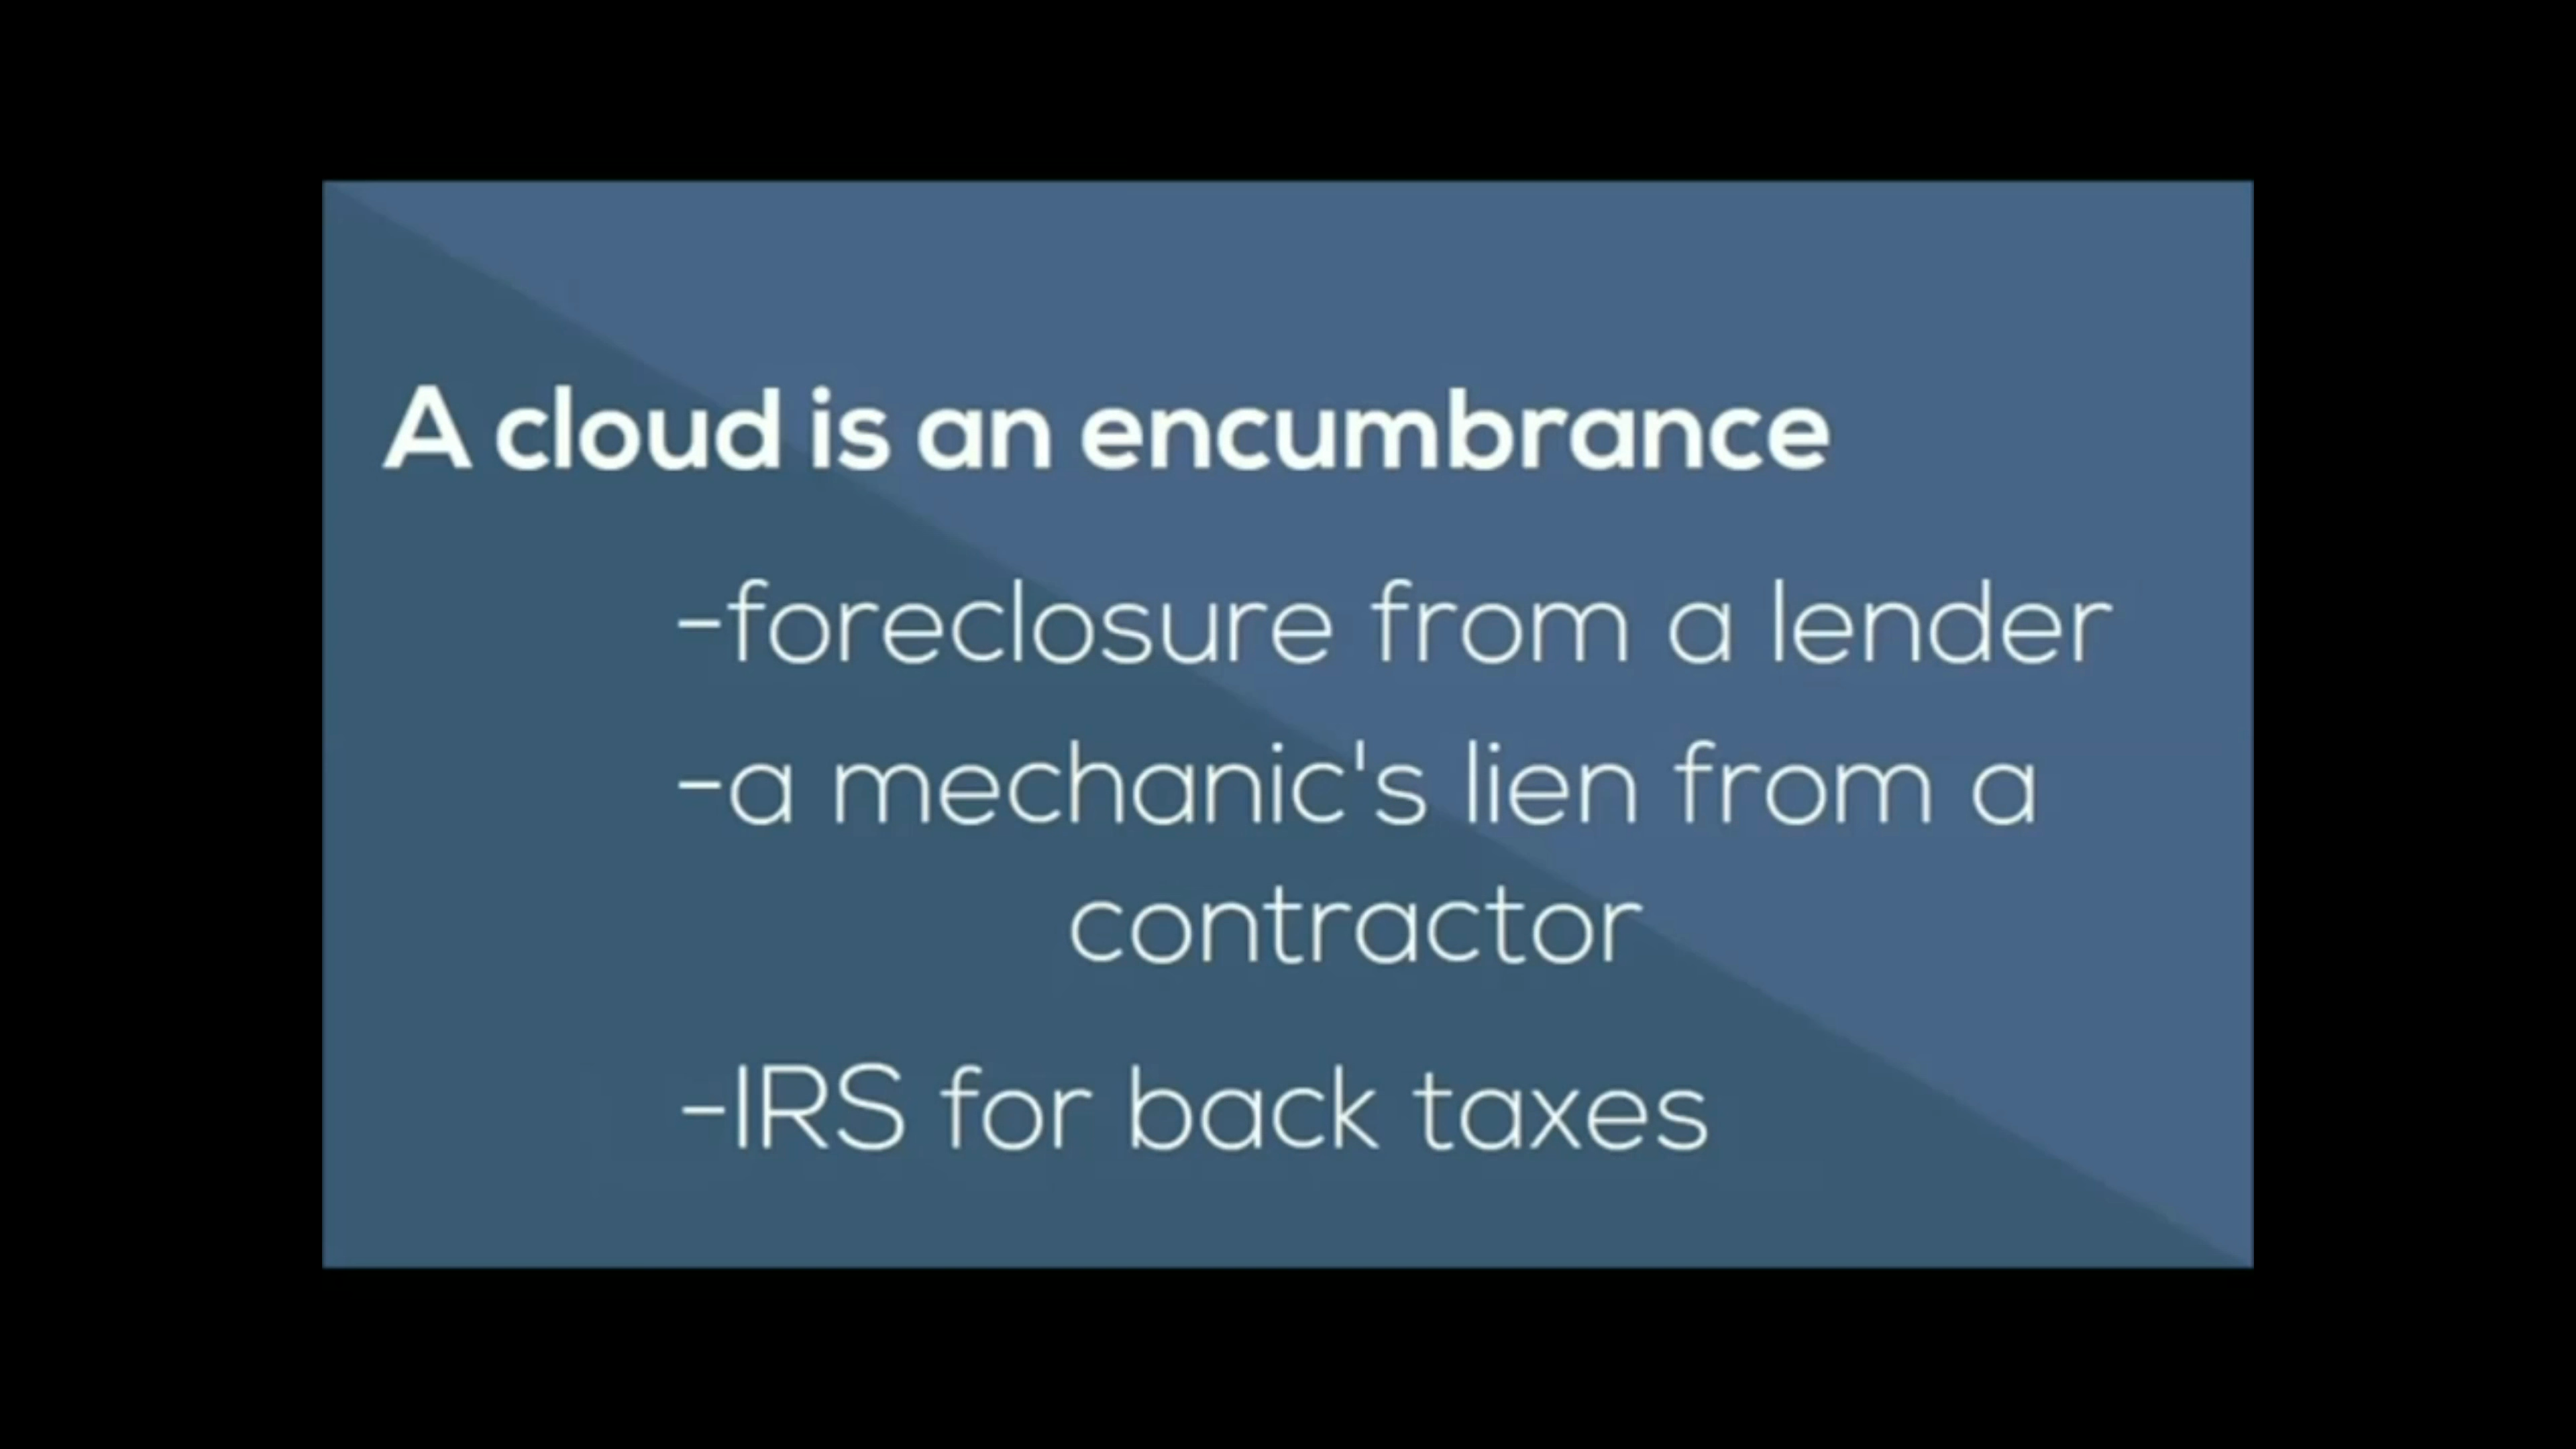 A cloud is an encumbrance
-foreclosure from a lender
-a mechanic's lien from a
contractor
-IRS for back taxes